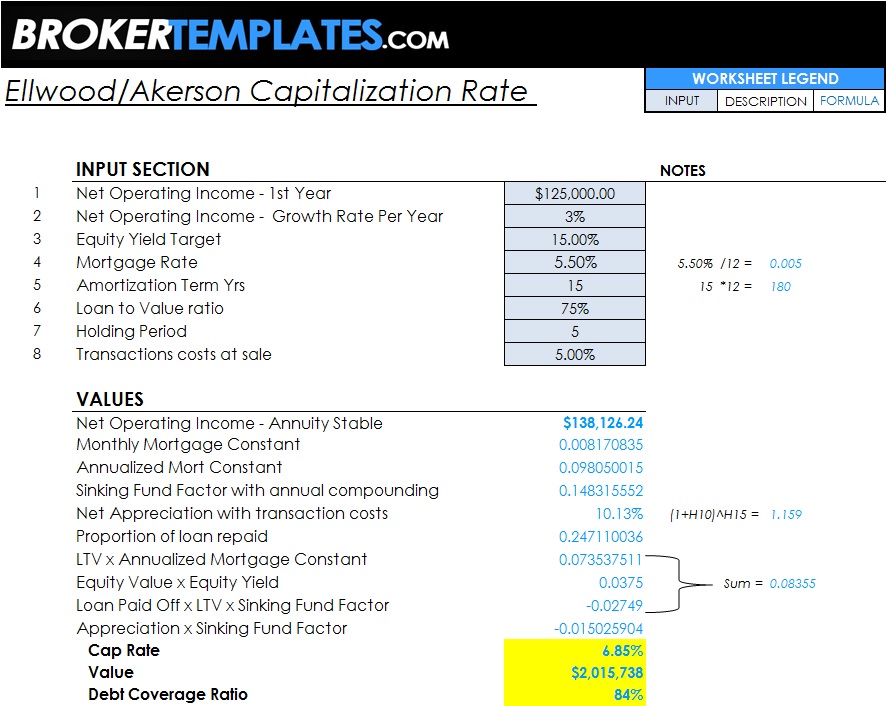 BROKERTEMPLATES.COM
WORKSHEET LEGEND
Ellwood/Akerson Capitalization Rate
INPUT DESCRIPTION FORMULA
INPUT SECTION NOTES
1 Net Operating Income - 1st Year $125,000.00
2 Net Operating Income - Growth Rate Per Year 3%
3 Equity Yield Target 15.00%
4 Mortgage Rate 5.50% 5.50% /12 = 0.005
5 Amortization Term Yrs 15 15 *12 = 180
6 Loan to Value ratio 75%
7 Holding Period 5
8 Transactions costs at sale 5.00%
VALUES
Net Operating Income - Annuity Stable $138,126.24
Monthly Mortgage Constant 0.008170835
Annualized Mort Constant 0.098050015
Sinking Fund Factor with annual compounding 0.148315552
Net Appreciation with transaction costs 10.13% (1+H10)^H15 = 1.159
Proportion of loan repaid 0.247110036
LTV x Annualized Mortgage Constant 0.073537511
Equity Value x Equity Yield 0.0375 Sum = 0.08355
Loan Paid Off x LTV x Sinking Fund Factor -0.02749
Appreciation x Sinking Fund Factor -0.015025904
Cap Rate 6.85%
Value $2,015,738
Debt Coverage Ratio 84%